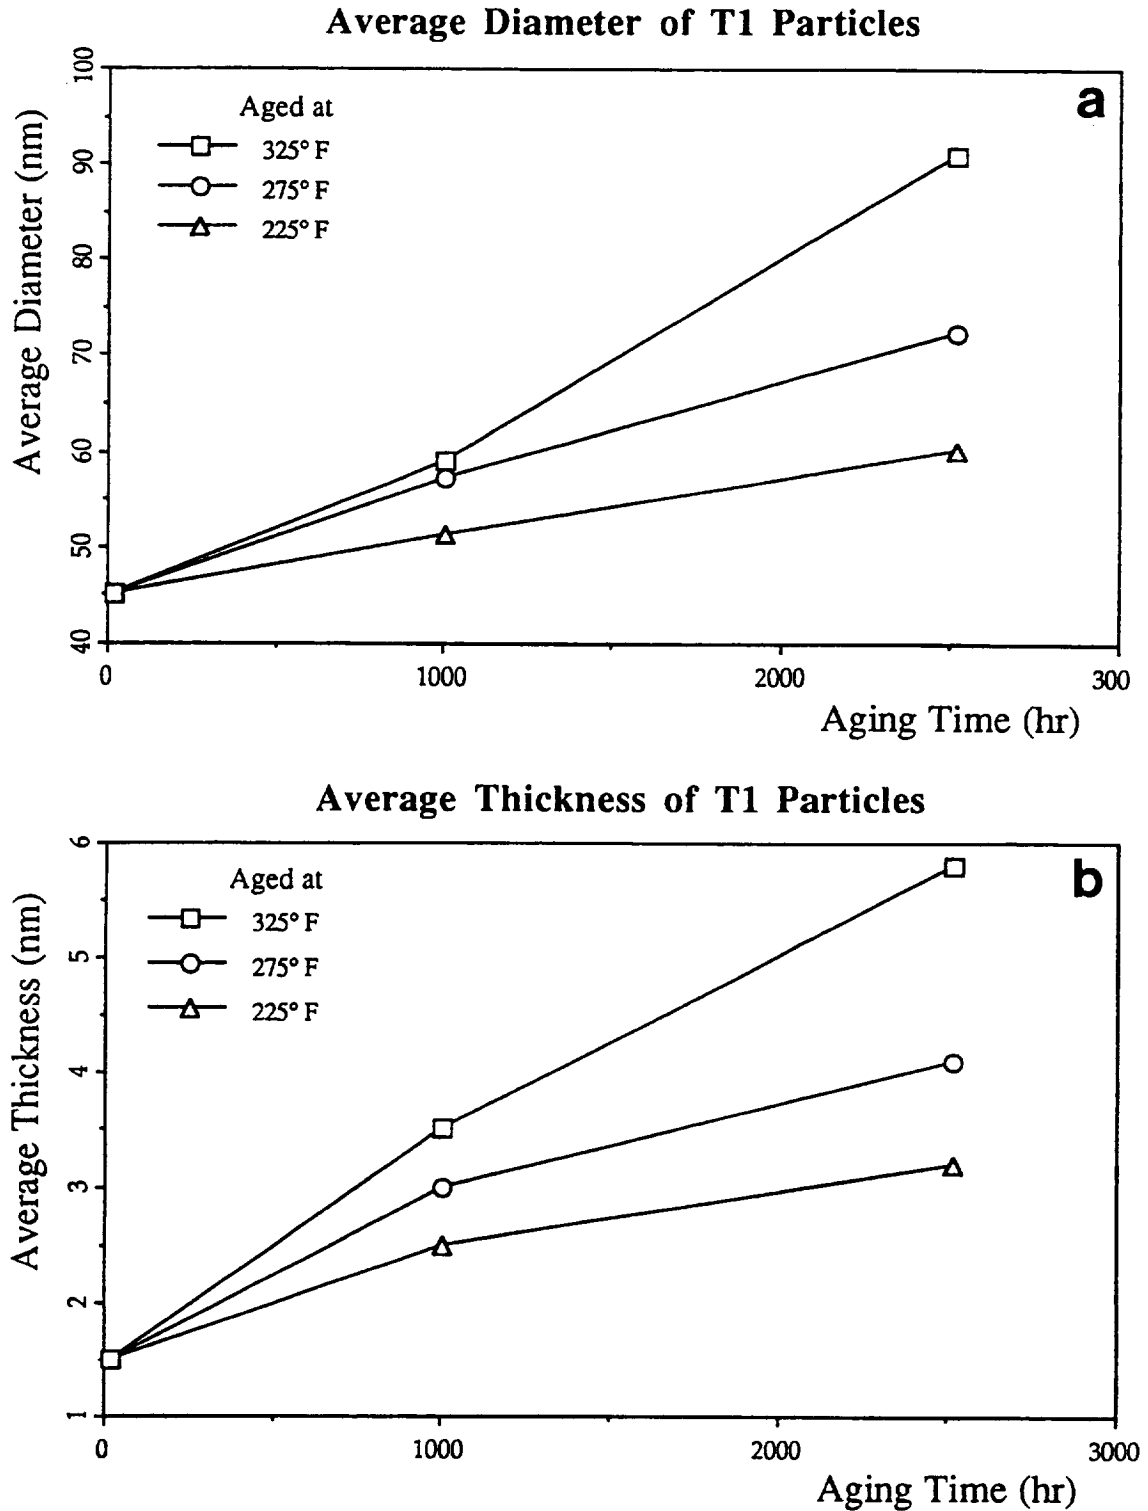 Average Diameter of T1 Particles
a
Average Diameter (nm)
100
90
80
70
60
50
40
Aged at
325° F
275° F
225° F
0 1000 2000 300
Aging Time (hr)
Average Thickness of T1 Particles
b
Average Thickness (nm)
6
5
4
3
2
1
Aged at
325° F
275° F
225° F
0 1000 2000 3000
Aging Time (hr)